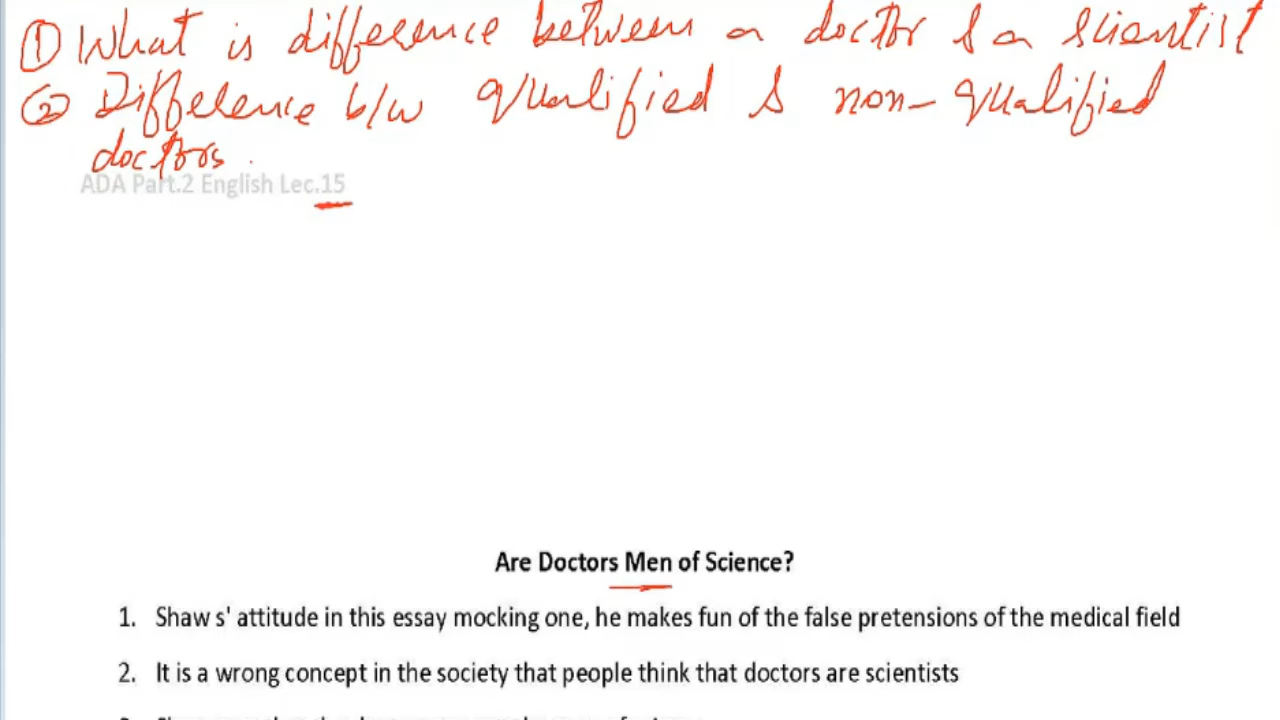 ① What is difference between a doctor & a scientist
② Difference b/w qualified & non-qualified
doctors.
ADA Part.2 English Lec.15
Are Doctors Men of Science?
1. Shaw s' attitude in this essay mocking one, he makes fun of the false pretensions of the medical field
2. It is a wrong concept in the society that people think that doctors are scientists